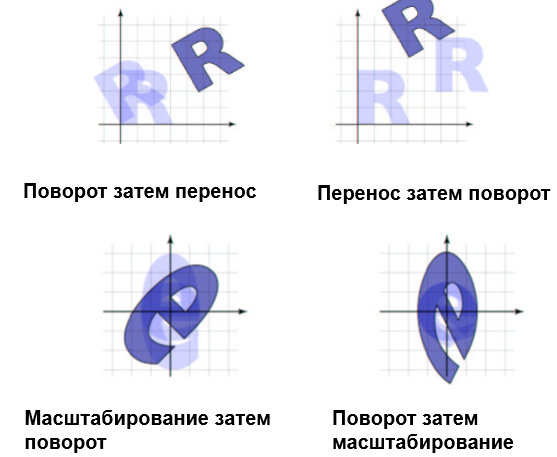 R R R
R R R
Поворот затем перенос
Перенос затем поворот
e e e
e e e
Масштабирование затем
поворот
Поворот затем
масштабирование